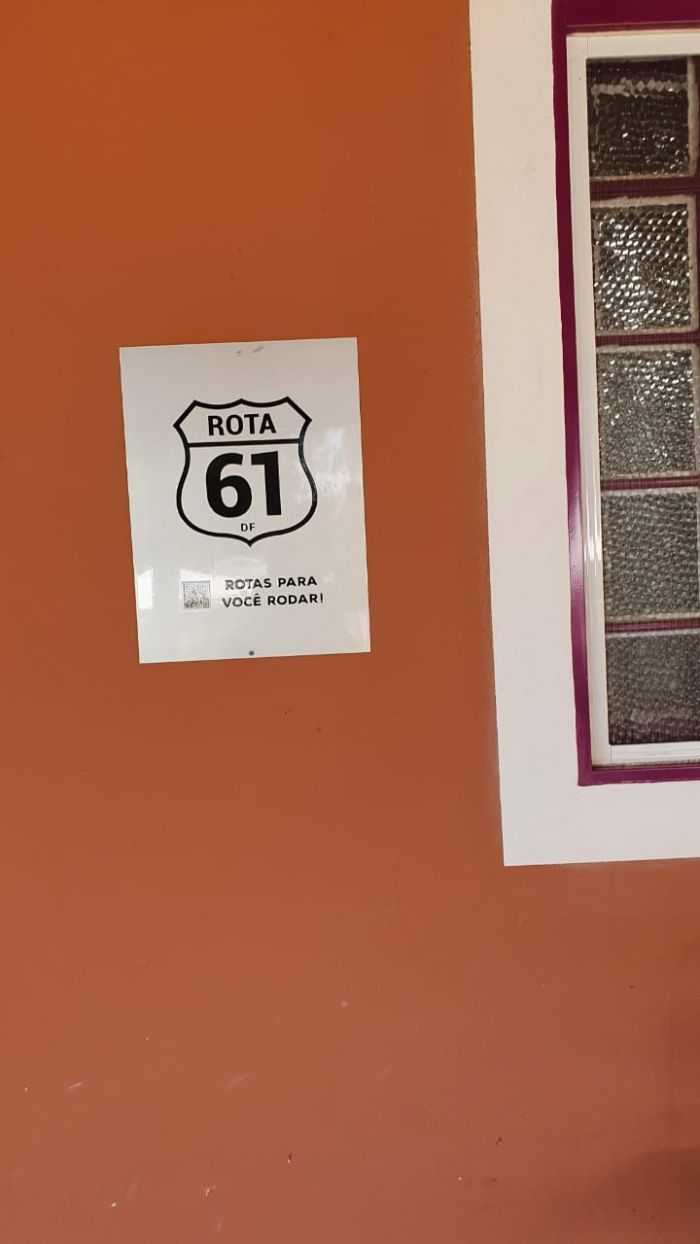 ROTA
61
DF
ROTAS PARA
VOCÊ RODAR!